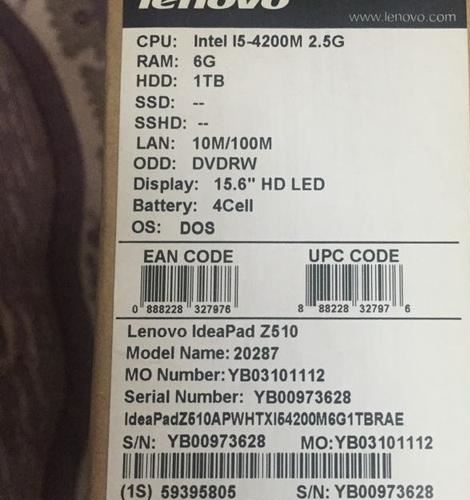 lenovo
www.lenovo.com
CPU: Intel I5-4200M 2.5G
RAM: 6G
HDD: 1TB
SSD: --
SSHD: --
LAN: 10M/100M
ODD: DVDRW
Display: 15.6" HD LED
Battery: 4Cell
OS: DOS
EAN CODE UPC CODE
0 888228 327976 8 88228 32797 6
Lenovo IdeaPad Z510
Model Name: 20287
MO Number: YB03101112
Serial Number: YB00973628
IdeaPadZ510APWHTXI54200M6G1TBRAE
S/N: YB00973628 MO:YB03101112
(1S) 59395805 S/N: YB00973628